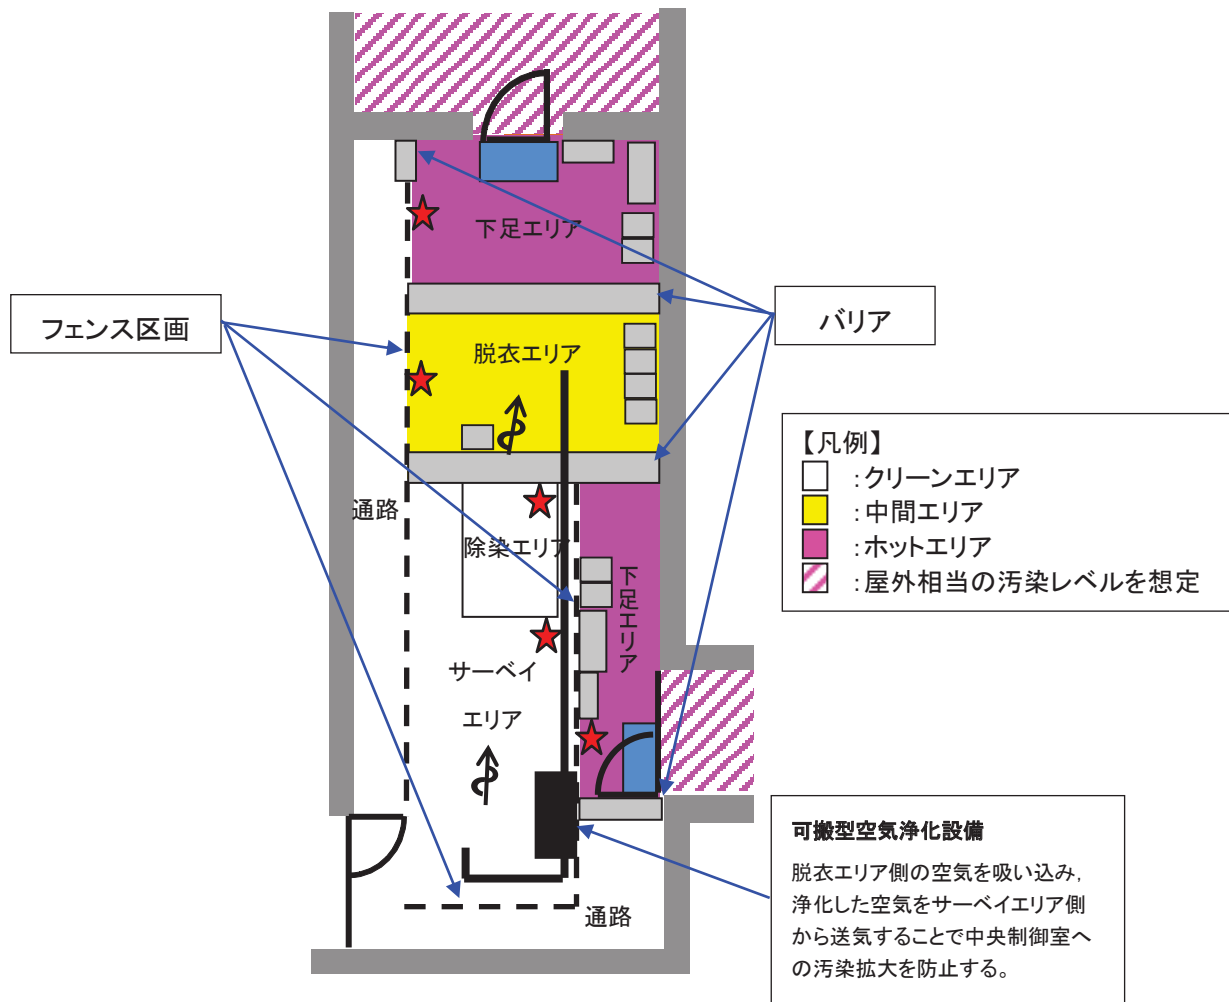 下足エリア
フェンス区画
バリア
脱衣エリア
【凡例】
:クリーンエリア
:中間エリア
:ホットエリア
:屋外相当の汚染レベルを想定
通路
除染エリア
下足エリア
サーベイ
エリア
可搬型空気浄化設備
脱衣エリア側の空気を吸い込み,
浄化した空気をサーベイエリア側
から送気することで中央制御室へ
の汚染拡大を防止する。
通路